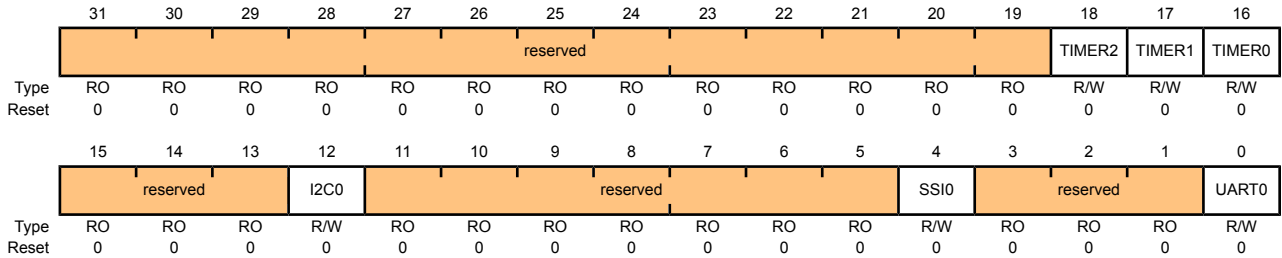 31 30 29 28 27 26 25 24 23 22 21 20 19 18 17 16
reserved TIMER2 TIMER1 TIMER0
Type RO RO RO RO RO RO RO RO RO RO RO RO RO R/W R/W R/W
Reset 0 0 0 0 0 0 0 0 0 0 0 0 0 0 0 0
15 14 13 12 11 10 9 8 7 6 5 4 3 2 1 0
reserved I2C0 reserved SSI0 reserved UART0
Type RO RO RO R/W RO RO RO RO RO RO RO R/W RO RO RO R/W
Reset 0 0 0 0 0 0 0 0 0 0 0 0 0 0 0 0